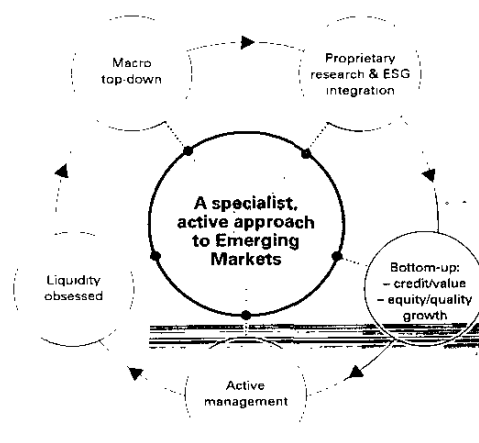 Macro
top-down
Proprietary
research & ESG
integration
A specialist,
active approach
to Emerging
Markets
Liquidity
obsessed
Bottom-up:
– credit/value
– equity/quality
growth
Active
management